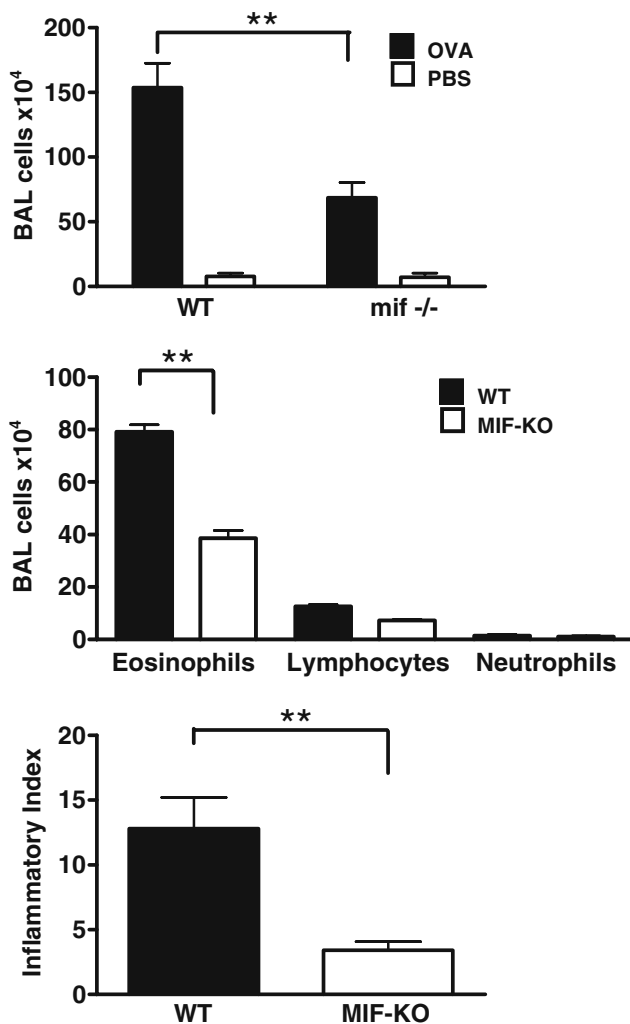 200
150
100
50
0
BAL cells x10⁴
**
OVA
PBS
WT
mif -/-
100
80
60
40
20
0
BAL cells x10⁴
**
WT
MIF-KO
Eosinophils
Lymphocytes
Neutrophils
20
15
10
5
0
Inflammatory Index
**
WT
MIF-KO